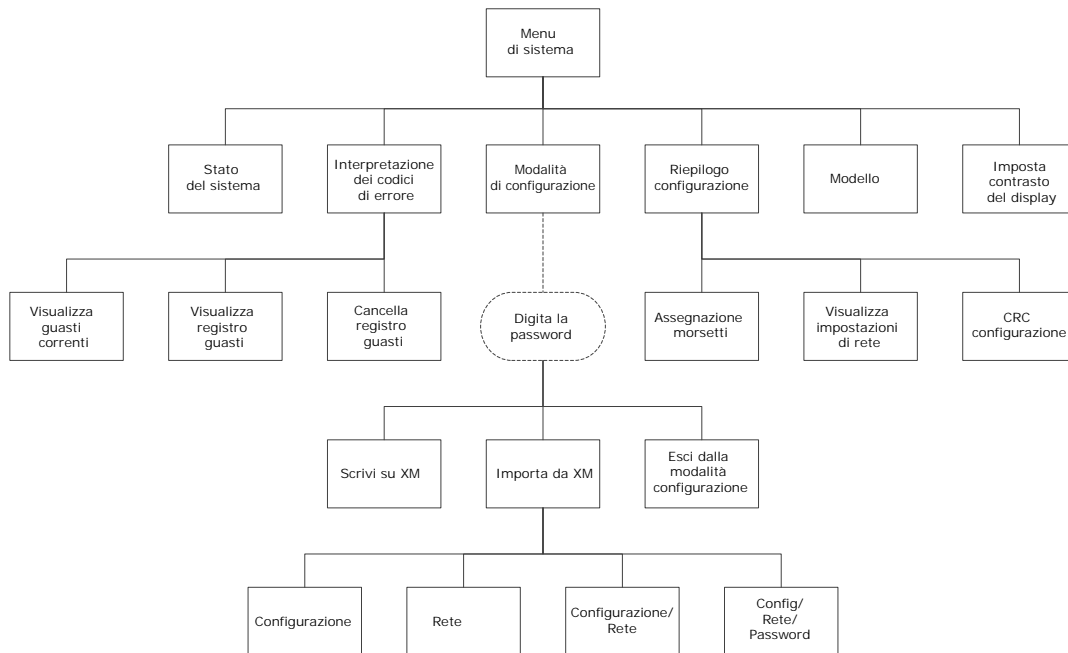 Menu
di sistema
Stato
del sistema
Interpretazione
dei codici
di errore
Modalità
di configurazione
Riepilogo
configurazione
Modello
Imposta
contrasto
del display
Visualizza
guasti
correnti
Visualizza
registro
guasti
Cancella
registro
guasti
Digita la
password
Assegnazione
morsetti
Visualizza
impostazioni
di rete
CRC
configurazione
Scrivi su XM
Importa da XM
Esci dalla
modalità
configurazione
Configurazione
Rete
Configurazione/
Rete
Config/
Rete/
Password